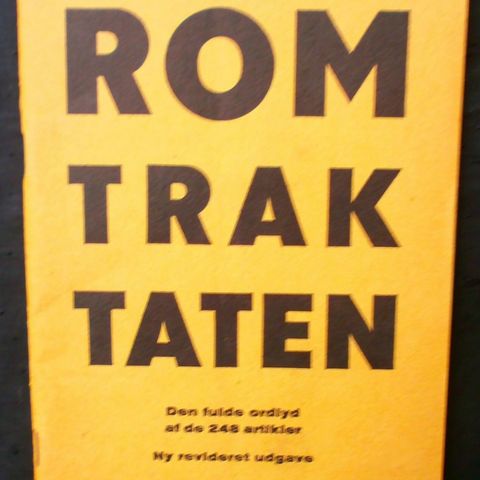 ROM
TRAK
TATEN
Den fulde ordlyd
af de 248 artikler
Ny revideret udgave